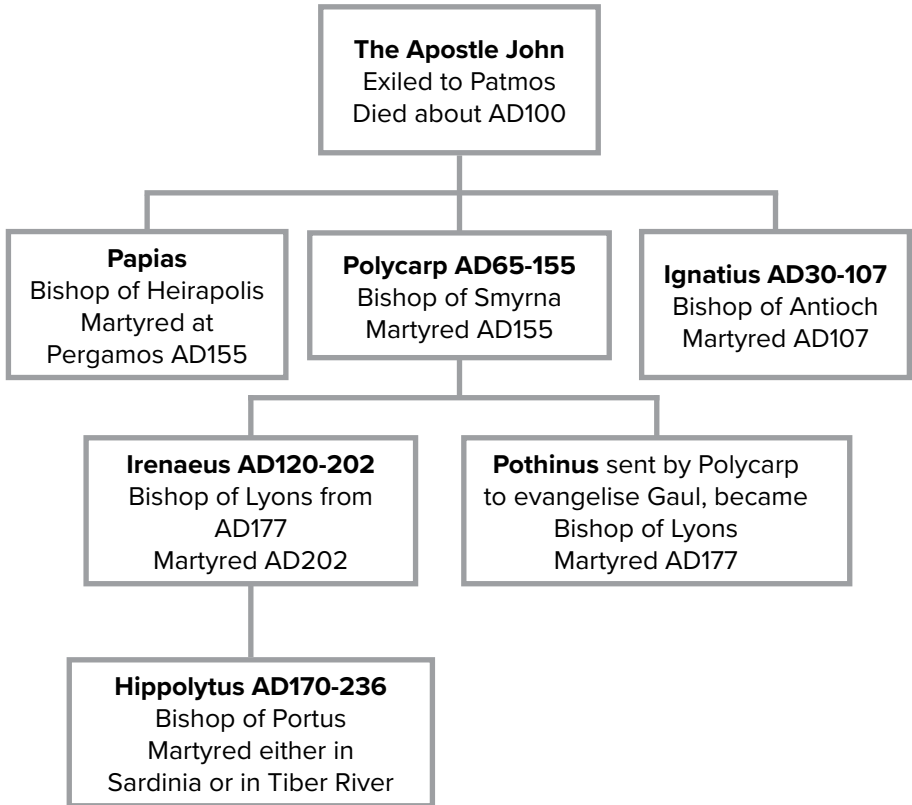 The Apostle John
Exiled to Patmos
Died about AD100
Papias
Bishop of Heirapolis
Martyred at
Pergamos AD155
Polycarp AD65-155
Bishop of Smyrna
Martyred AD155
Ignatius AD30-107
Bishop of Antioch
Martyred AD107
Irenaeus AD120-202
Bishop of Lyons from
AD177
Martyred AD202
Pothinus sent by Polycarp
to evangelise Gaul, became
Bishop of Lyons
Martyred AD177
Hippolytus AD170-236
Bishop of Portus
Martyred either in
Sardinia or in Tiber River